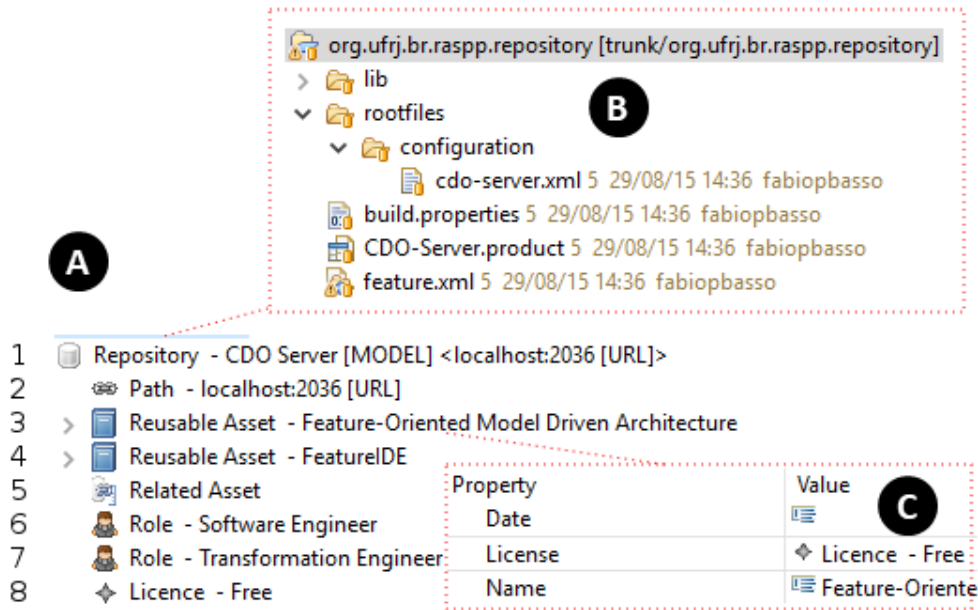 org.ufrj.br.raspp.repository [trunk/org.ufrj.br.raspp.repository]
lib
B
rootfiles
configuration
cdo-server.xml 5 29/08/15 14:36 fabiopbasso
build.properties 5 29/08/15 14:36 fabiopbasso
CDO-Server.product 5 29/08/15 14:36 fabiopbasso
feature.xml 5 29/08/15 14:36 fabiopbasso
A
1 Repository - CDO Server [MODEL] <localhost:2036 [URL]>
2 Path - localhost:2036 [URL]
3 Reusable Asset - Feature-Oriented Model Driven Architecture
4 Reusable Asset - FeatureIDE
5 Related Asset
6 Role - Software Engineer
7 Role - Transformation Engineer
8 Licence - Free
Property Value
C
Date
License Licence - Free
Name Feature-Oriente